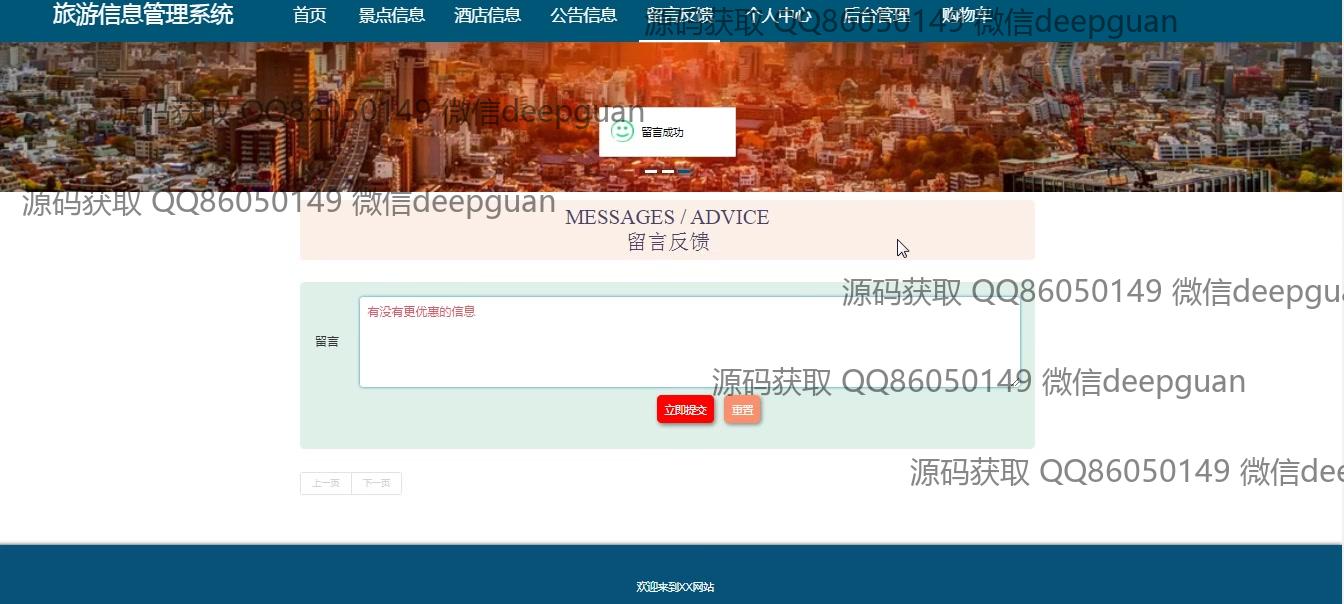 旅游信息管理系统 首页 景点信息 酒店信息 公告信息 留言反馈 个人中心 后台管理 购物车
源码获取 QQ86050149 微信deepguan
源码获取 QQ86050149 微信deepguan
留言成功
源码获取 QQ86050149 微信deepguan
MESSAGES / ADVICE
留言反馈
源码获取 QQ86050149 微信deepgu
有没有更优惠的信息
留言
源码获取 QQ86050149 微信deepguan
立即提交 重置
源码获取 QQ86050149 微信dee
上一页 下一页
欢迎来到XX网站